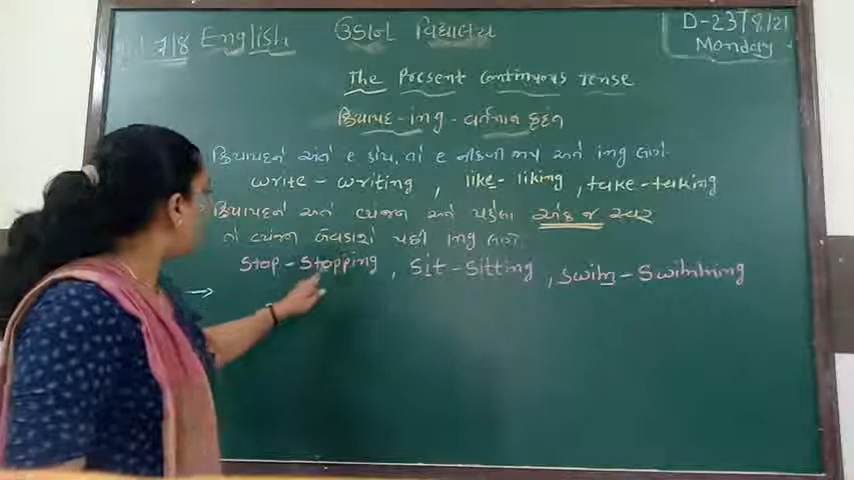 ધો 7/8 English ઉડાન વિદ્યાલય D-23/8/21
Monday
The Present Continuous Tense
ક્રિયાપદ-ing - વર્તમાન કૃદંત
ક્રિયાપદને અંતે e હોય, તો e નીકળી જાય અને ing લાગે.
write - writing, like - liking, take - taking
ક્રિયાપદને અંતે વ્યંજન અને પહેલા એક જ સ્વર
તો વ્યંજન બેવડાશે પછી ing લાગે.
Stop - Stopping, Sit - Sitting, Swim - Swimming
→